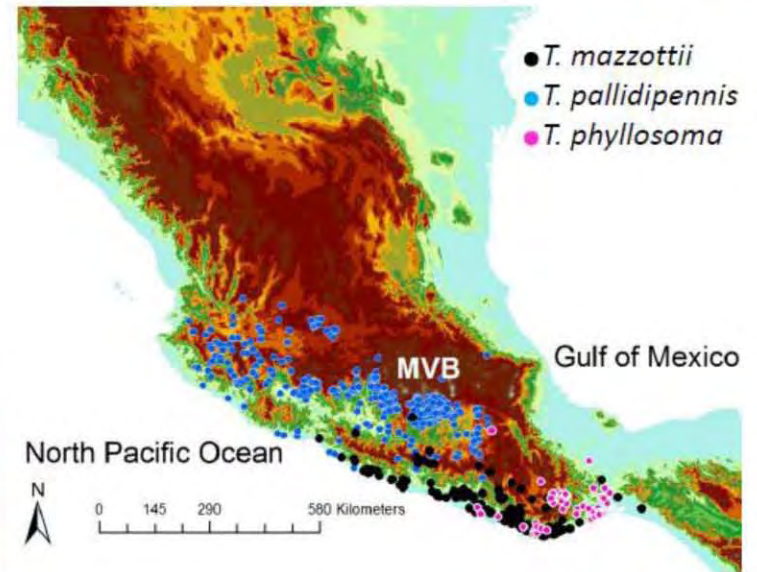 T. mazzottii
T. pallidipennis
T. phyllosoma
MVB
Gulf of Mexico
North Pacific Ocean
N
0 145 290 580 Kilometers